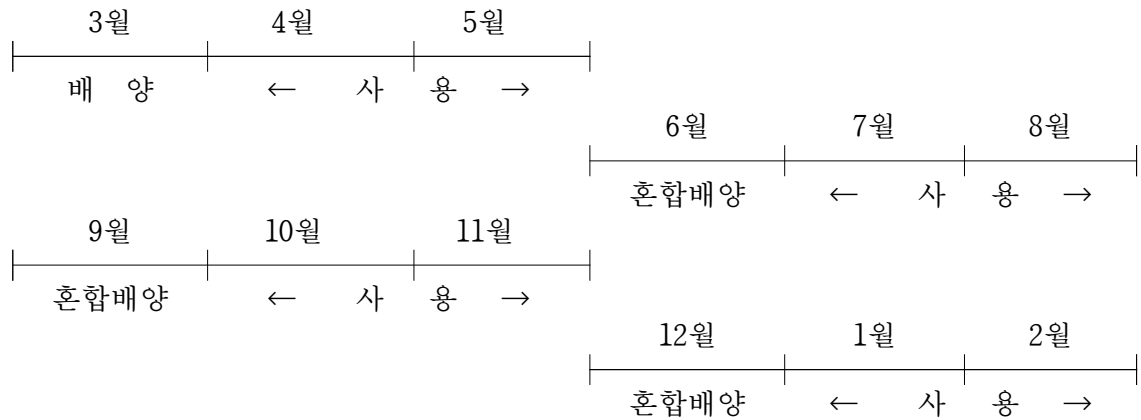 3월 4월 5월
배 양 ← 사 용 →
6월 7월 8월
혼합배양 ← 사 용 →
9월 10월 11월
혼합배양 ← 사 용 →
12월 1월 2월
혼합배양 ← 사 용 →